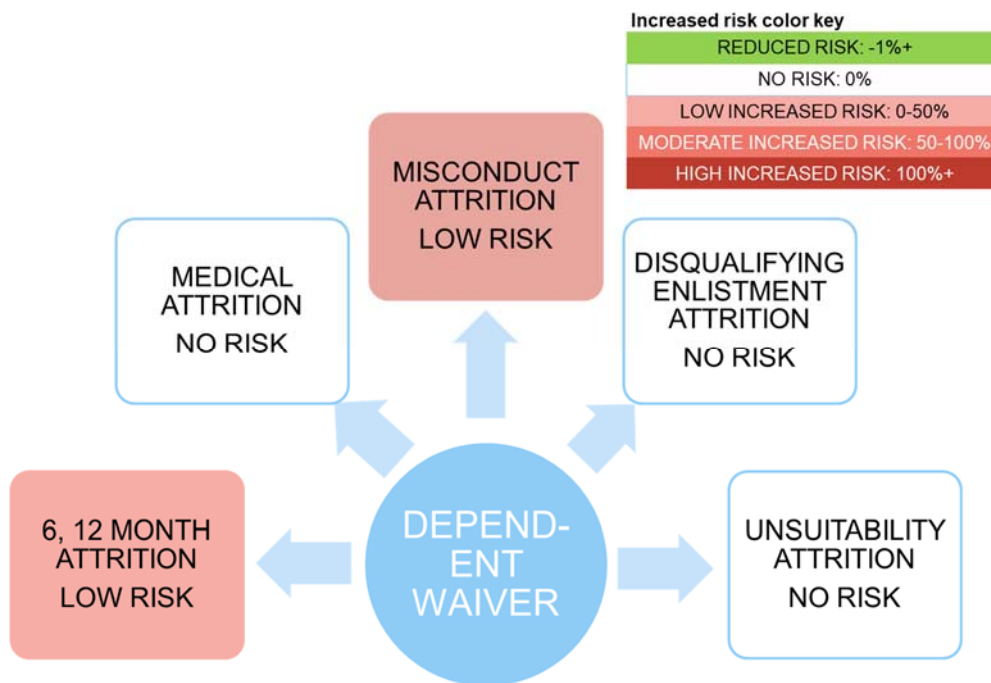 Increased risk color key
REDUCED RISK: -1%+
NO RISK: 0%
LOW INCREASED RISK: 0-50%
MODERATE INCREASED RISK: 50-100%
HIGH INCREASED RISK: 100%+
MISCONDUCT
ATTRITION
LOW RISK
MEDICAL
ATTRITION
NO RISK
DISQUALIFYING
ENLISTMENT
ATTRITION
NO RISK
6, 12 MONTH
ATTRITION
LOW RISK
DEPEND-
ENT
WAIVER
UNSUITABILITY
ATTRITION
NO RISK